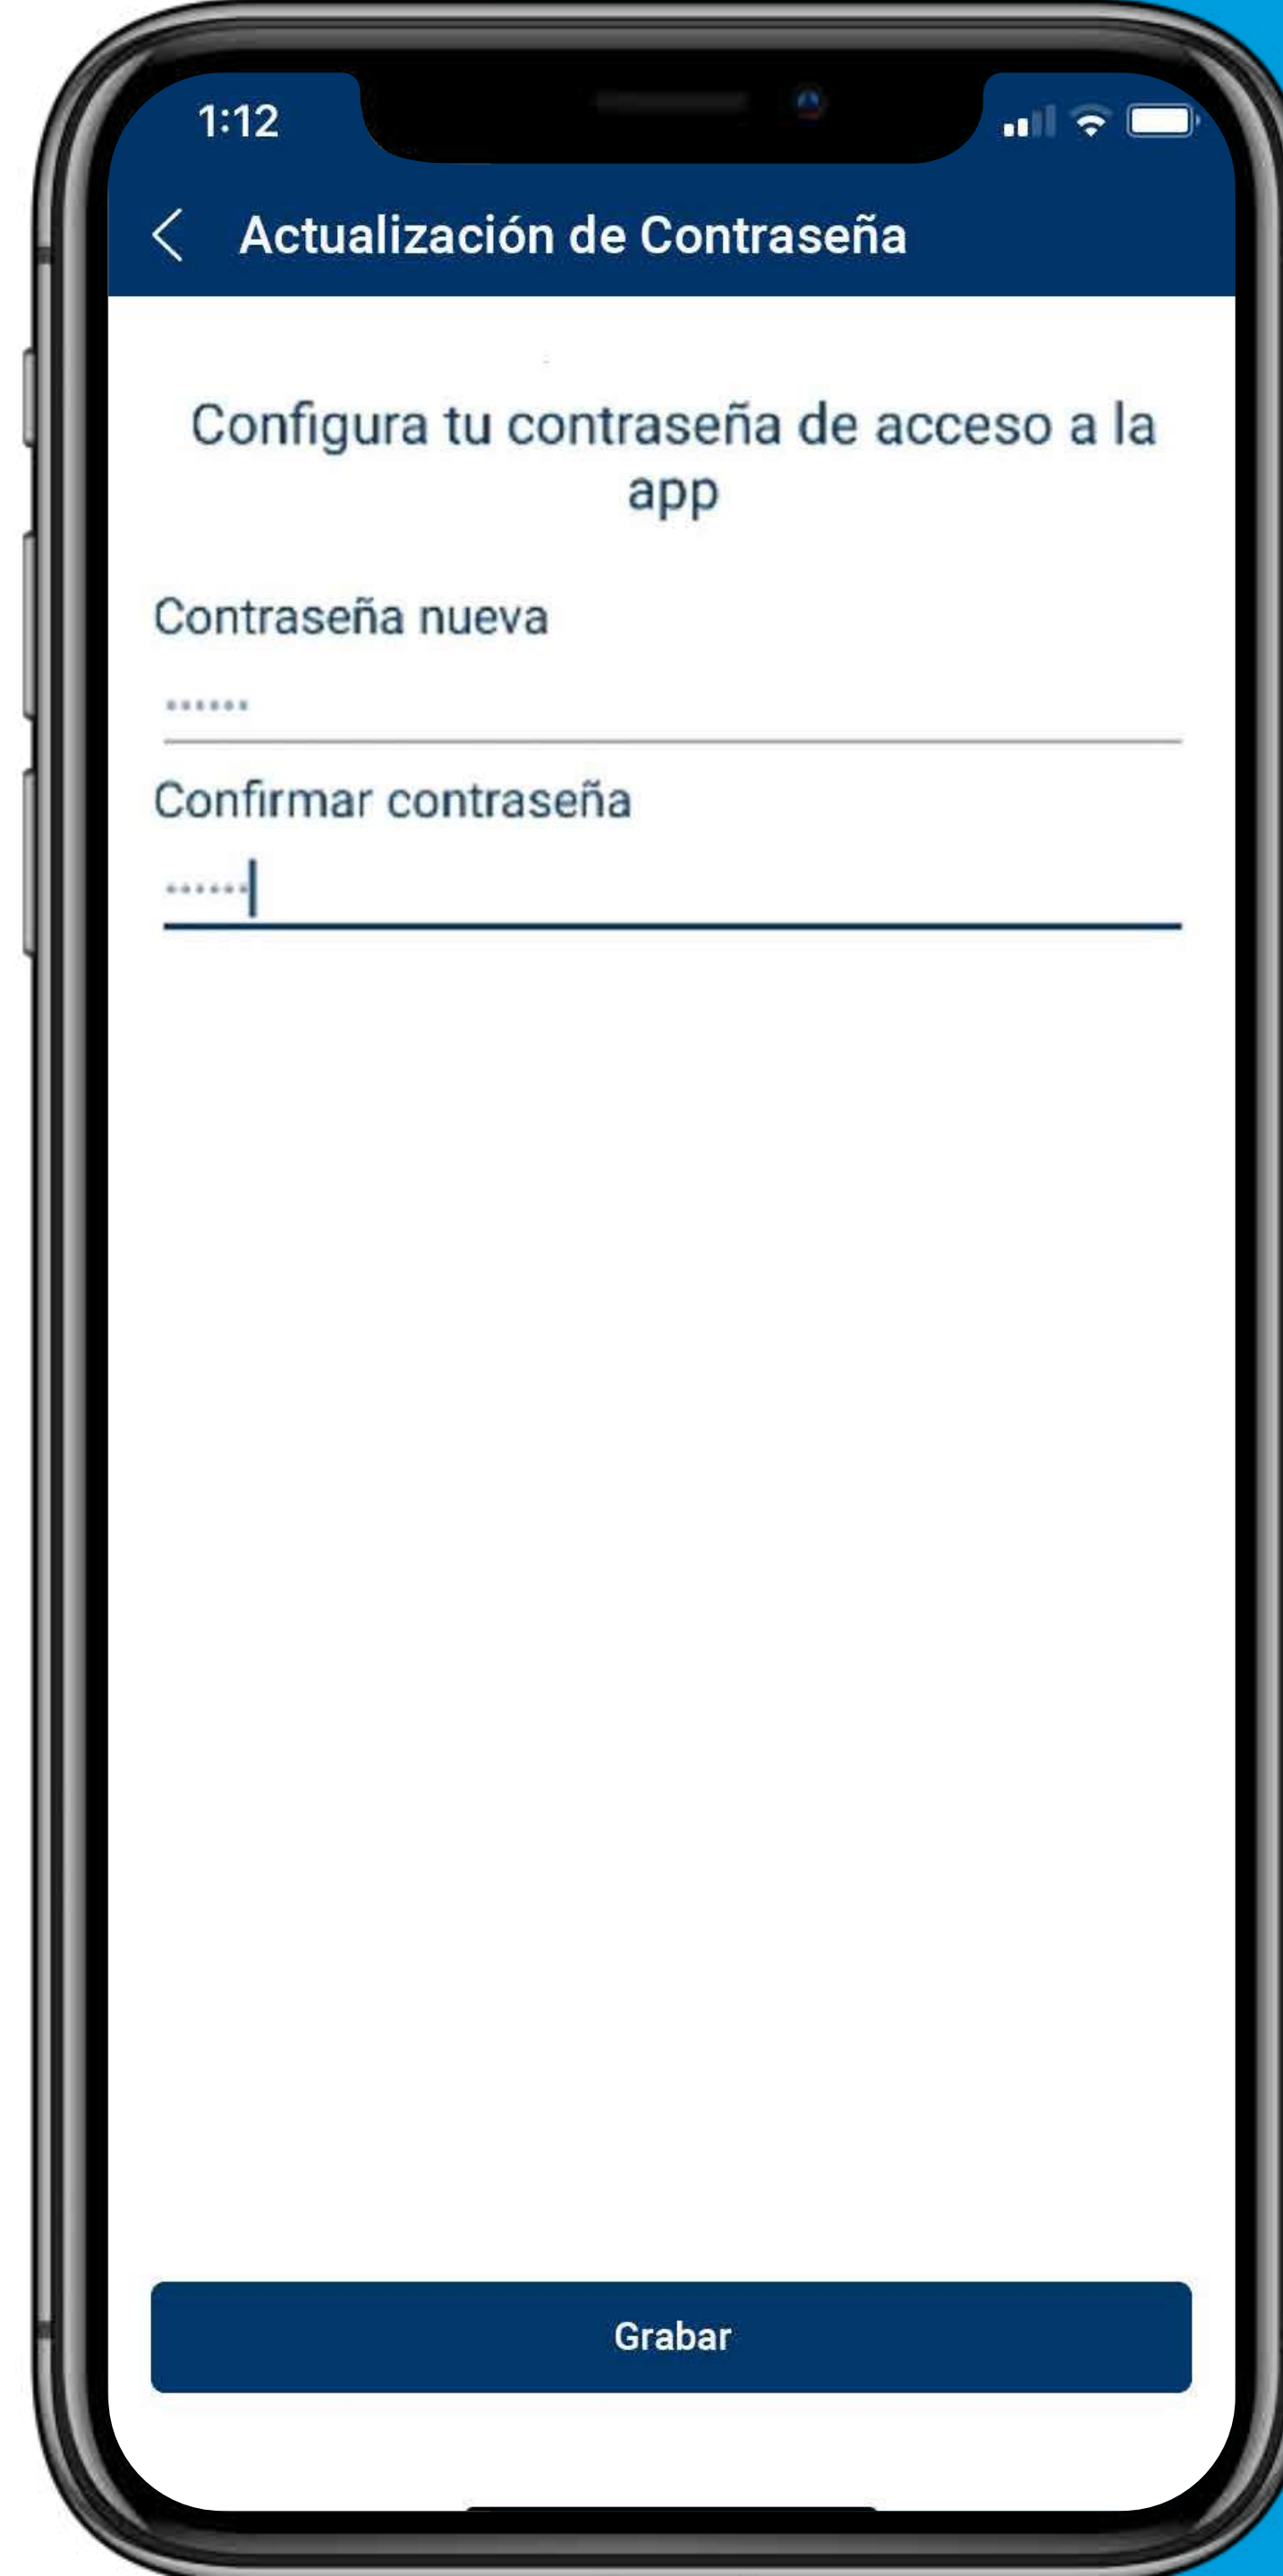 1:12
Actualización de Contraseña
Configura tu contraseña de acceso a la
app
Contraseña nueva
••••••
Confirmar contraseña
••••••
Grabar